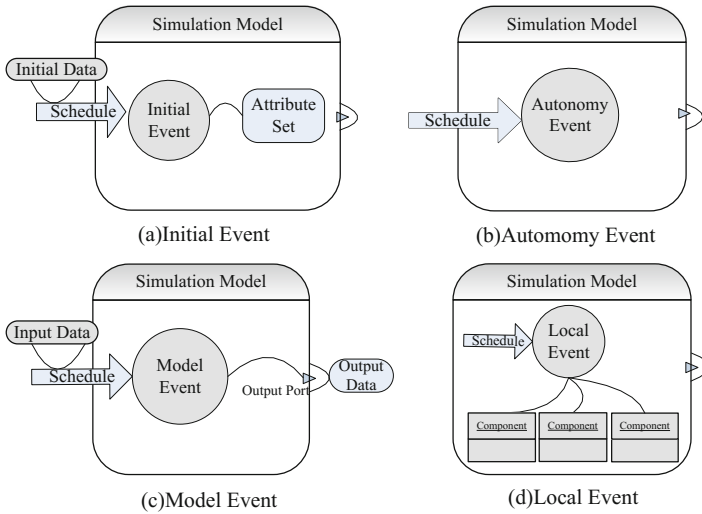 Simulation Model
Initial Data
Schedule
Initial
Event
Attribute
Set
(a)Initial Event
Simulation Model
Schedule
Autonomy
Event
(b)Automomy Event
Simulation Model
Input Data
Schedule
Model
Event
Output Port
Output
Data
(c)Model Event
Simulation Model
Schedule
Local
Event
Component
Component
Component
(d)Local Event